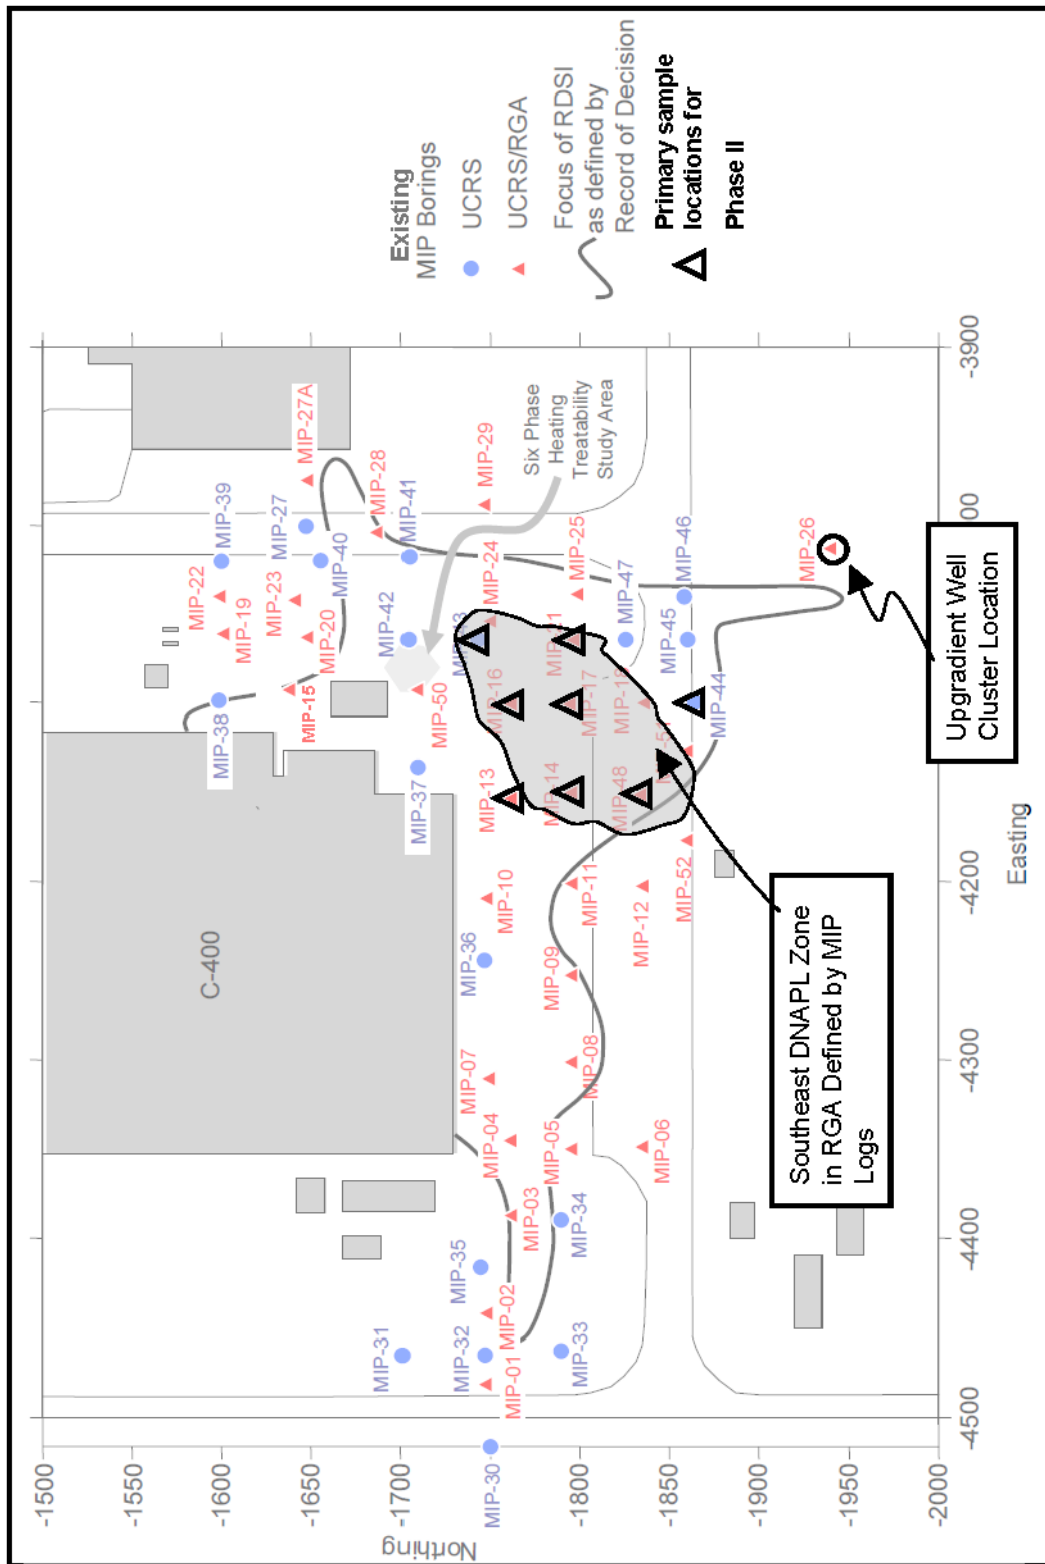 -1500
-1550
-1600
-1650
-1700
-1750
-1800
-1850
-1900
-1950
-2000
Northing
-4500
-4400
-4300
-4200
-3900
Easting
C-400
MIP-38
MIP-22
MIP-39
MIP-19
MIP-23
MIP-27
MIP-27A
MIP-15
MIP-20
MIP-40
MIP-28
MIP-31
MIP-37
MIP-42
MIP-41
MIP-50
MIP-30
MIP-32
MIP-35
MIP-01
MIP-02
MIP-03
MIP-04
MIP-07
MIP-36
MIP-10
MIP-13
MIP-16
MIP-24
MIP-29
Six Phase
Heating
Treatability
Study Area
MIP-33
MIP-34
MIP-05
MIP-08
MIP-09
MIP-11
MIP-14
MIP-17
MIP-25
MIP-06
MIP-12
MIP-48
MIP-18
MIP-47
MIP-52
MIP-44
MIP-45
MIP-46
MIP-26
Existing
MIP Borings
UCRS
UCRS/RGA
Focus of RDSI
as defined by
Record of Decision
Primary sample
locations for
Phase II
Southeast DNAPL Zone
in RGA Defined by MIP
Logs
Upgradient Well
Cluster Location